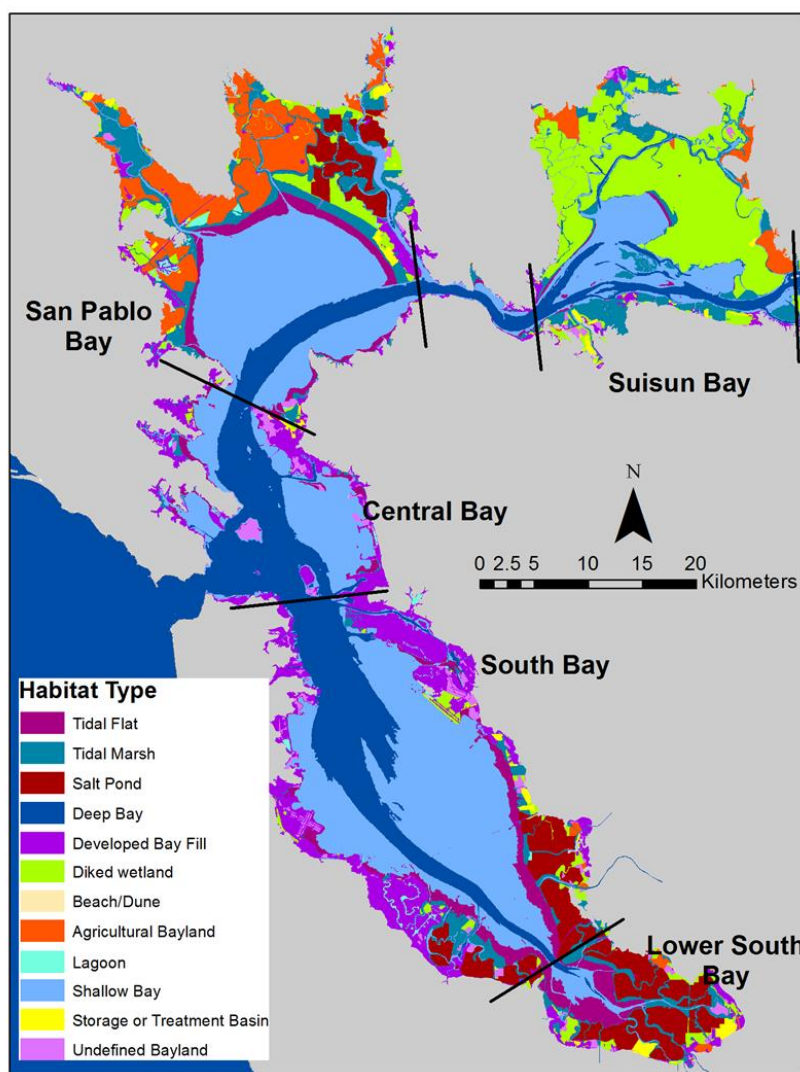 San Pablo
Bay
Suisun Bay
N
Central Bay
0 2.5 5 10 15 20
Kilometers
South Bay
Lower South
Bay
Habitat Type
Tidal Flat
Tidal Marsh
Salt Pond
Deep Bay
Developed Bay Fill
Diked wetland
Beach/Dune
Agricultural Bayland
Lagoon
Shallow Bay
Storage or Treatment Basin
Undefined Bayland